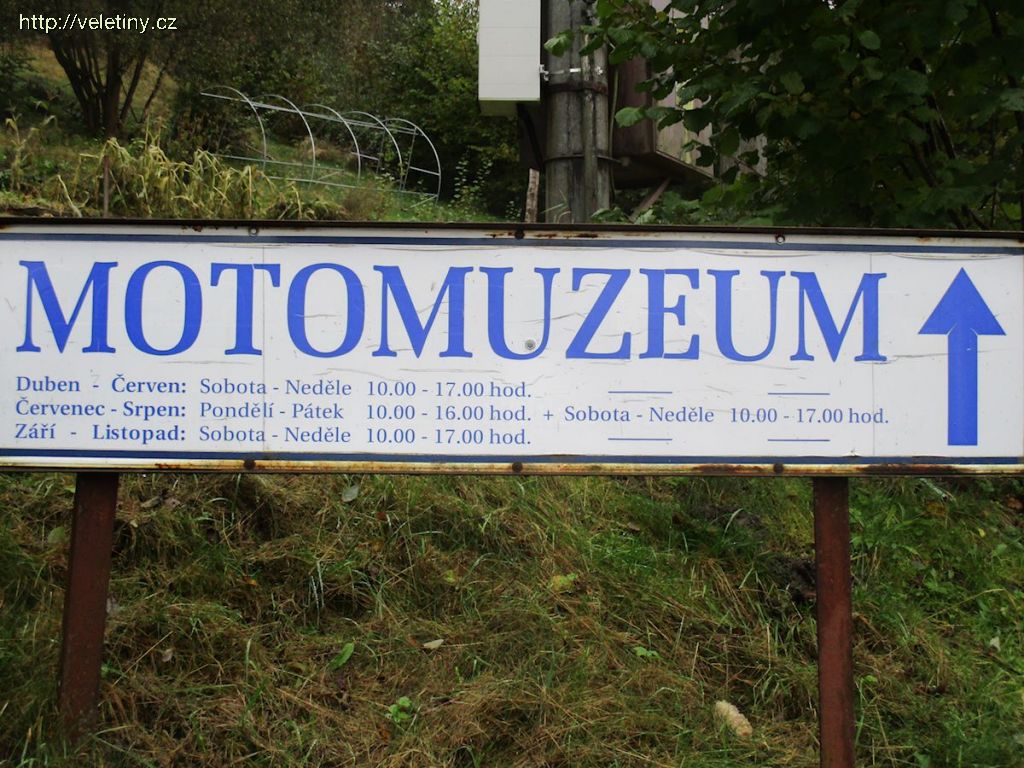 http://veletiny.cz
MOTOMUZEUM
Duben - Červen: Sobota - Neděle 10.00 - 17.00 hod.
Červenec - Srpen: Pondělí - Pátek 10.00 - 16.00 hod. + Sobota - Neděle 10.00 - 17.00 hod.
Září - Listopad: Sobota - Neděle 10.00 - 17.00 hod.